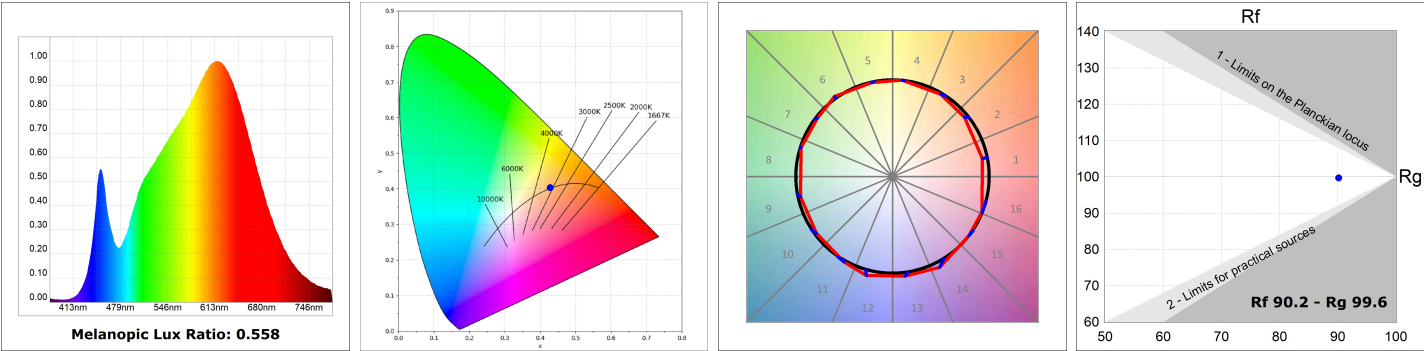 1.00
0.90
0.80
0.70
0.60
0.50
0.40
0.30
0.20
0.10
0.00
413nm 479nm 546nm 613nm 680nm 746nm
Melanopic Lux Ratio: 0.558
0.9
0.8
0.7
0.6
0.5
0.4
0.3
0.2
0.1
0.0
y
0.0 0.1 0.2 0.3 0.4 0.5 0.6 0.7 0.8
x
10000K
6000K
4000K
3000K
2500K
2000K
1667K
1
2
3
4
5
6
7
8
9
10
11
12
13
14
15
16
Rf
140
130
120
110
100
90
80
70
60
50 60 70 80 90 100
Rg
1 - Limits on the Planckian locus
2 - Limits for practical sources
Rf 90.2 - Rg 99.6